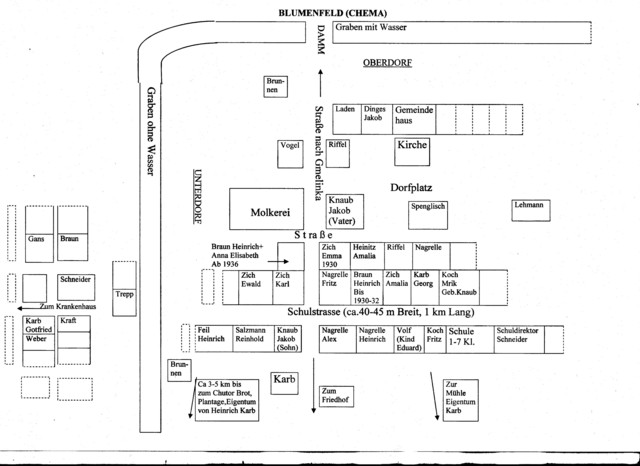 BLUMENFELD (CHEMA)
DAMM
Graben mit Wasser
OBERDORF
Brun-
nen
Graben ohne Wasser
Straße nach Gmelinka
Laden
Dinges
Jakob
Gemeinde
haus
Vogel
Riffel
Kirche
UNTERDORF
Dorfplatz
Molkerei
Knaub
Jakob
(Vater)
Spenglisch
Lehmann
Straße
Gans
Braun
Braun Heinrich+
Anna Elisabeth
Ab 1936
Zich
Emma
1930
Heinitz
Amalia
Riffel
Nagrelle
Schneider
Trepp
Zich
Ewald
Zich
Karl
Nagrelle
Fritz
Braun
Heinrich
Bis
1930-32
Zich
Amalia
Karb
Georg
Koch
Mrik
Geb.Knaub
Zum Krankenhaus
Schulstrasse (ca.40-45 m Breit, 1 km Lang)
Karb
Gotfried
Kraft
Weber
Feil
Heinrich
Salzmann
Reinhold
Knaub
Jakob
(Sohn)
Nagrelle
Alex
Nagrelle
Heinrich
Volf
(Kind
Eduard)
Koch
Fritz
Schule
1-7 Kl.
Schuldirektor
Schneider
Brun-
nen
Ca 3-5 km bis
zum Chutor Brot,
Plantage,Eigentum
von Heinrich Karb
Karb
Zum
Friedhof
Zur
Mühle
Eigentum
Karb